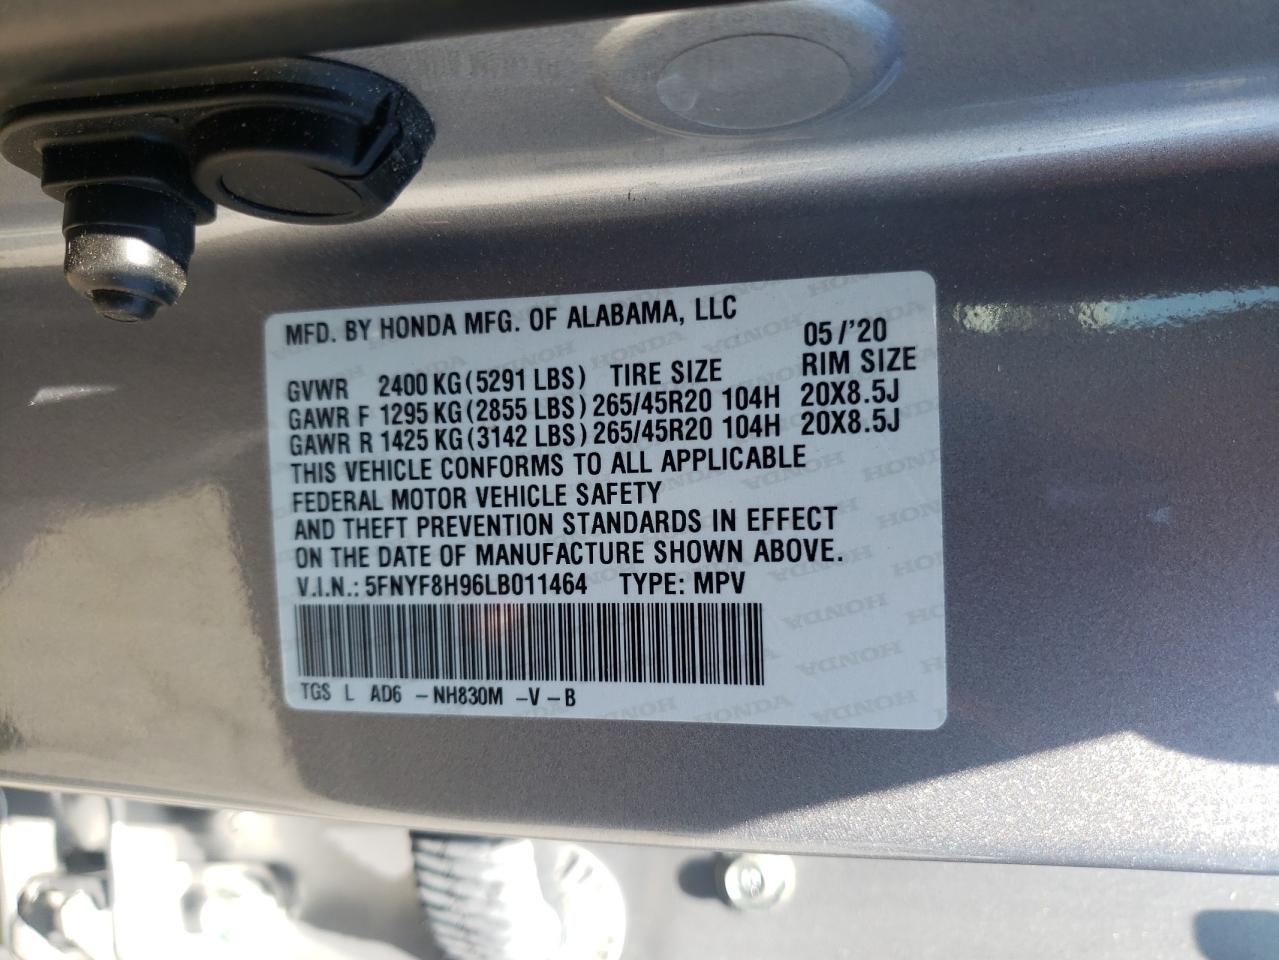 MFD. BY HONDA MFG. OF ALABAMA, LLC 05/'20
GVWR 2400 KG (5291 LBS) TIRE SIZE RIM SIZE
GAWR F 1295 KG (2855 LBS) 265/45R20 104H 20X8.5J
GAWR R 1425 KG (3142 LBS) 265/45R20 104H 20X8.5J
THIS VEHICLE CONFORMS TO ALL APPLICABLE
FEDERAL MOTOR VEHICLE SAFETY
AND THEFT PREVENTION STANDARDS IN EFFECT
ON THE DATE OF MANUFACTURE SHOWN ABOVE.
V.I.N.: 5FNYF8H96LB011464 TYPE: MPV
TGS L AD6 - NH830M - V - B